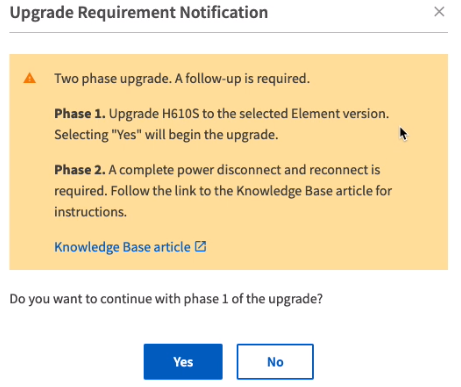 Upgrade Requirement Notification
Two phase upgrade. A follow-up is required.
Phase 1. Upgrade H610S to the selected Element version.
Selecting "Yes" will begin the upgrade.
Phase 2. A complete power disconnect and reconnect is
required. Follow the link to the Knowledge Base article for
instructions.
Knowledge Base article
Do you want to continue with phase 1 of the upgrade?
Yes No